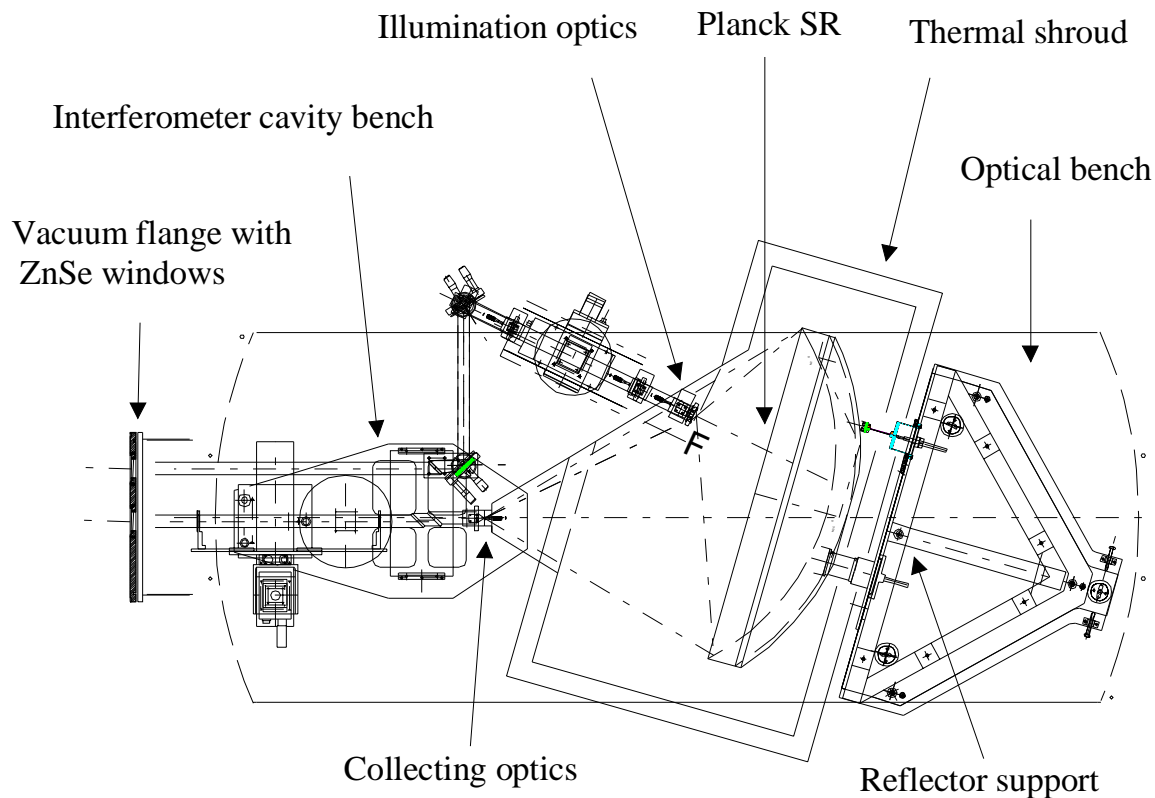 Illumination optics
Planck SR
Thermal shroud
Interferometer cavity bench
Optical bench
Vacuum flange with
ZnSe windows
F
Collecting optics
Reflector support